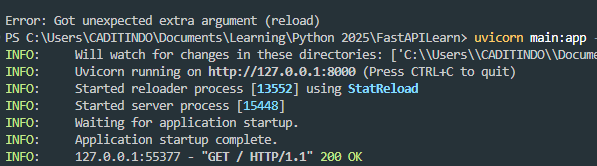 Error: Got unexpected extra argument (reload)
PS C:\Users\CADITINDO\Documents\Learning\Python 2025\FastAPILearn> uvicorn main:app -
INFO:     Will watch for changes in these directories: ['C:\\Users\\CADITINDO\\Docume
INFO:     Uvicorn running on http://127.0.0.1:8000 (Press CTRL+C to quit)
INFO:     Started reloader process [13552] using StatReload
INFO:     Started server process [15448]
INFO:     Waiting for application startup.
INFO:     Application startup complete.
INFO:     127.0.0.1:55377 - "GET / HTTP/1.1" 200 OK